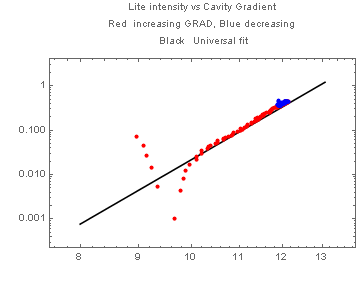 Lite intensity vs Cavity Gradient
Red  increasing GRAD, Blue decreasing
Black   Universal fit
1
0.100
0.010
0.001
8 9 10 11 12 13